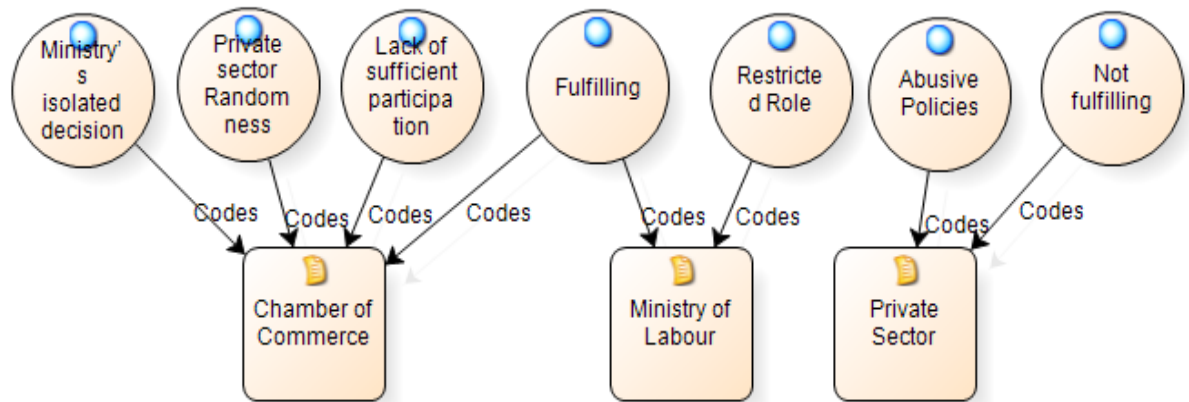 Ministry'
s
isolated
decision
Private
sector
Random
ness
Lack of
sufficient
participa
tion
Fulfilling
Restricte
d Role
Abusive
Policies
Not
fulfilling
Codes
Codes
Codes
Codes
Codes
Codes
Codes
Codes
Chamber of
Commerce
Ministry of
Labour
Private
Sector